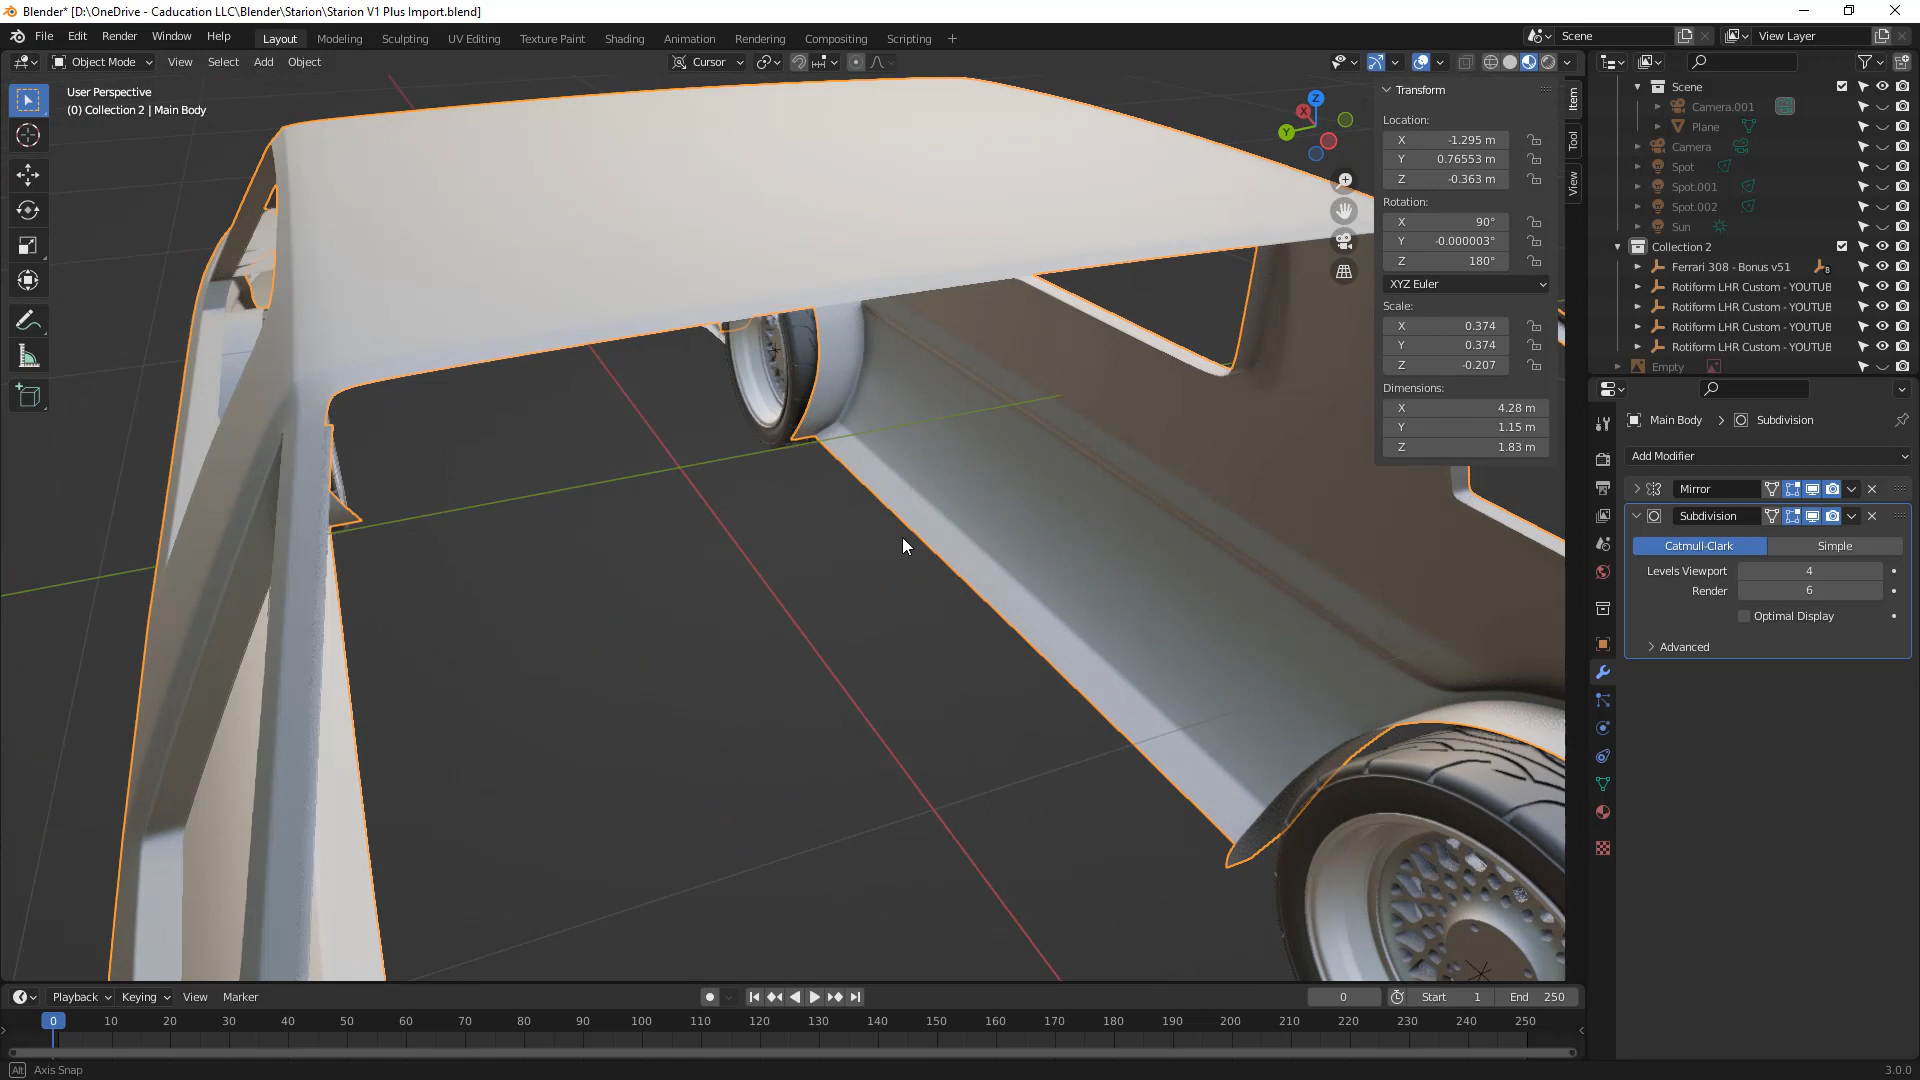 Blender* [D:\OneDrive - Caducation LLC\Blender\Starion\Starion V1 Plus Import.blend]
File Edit Render Window Help Layout Modeling Sculpting UV Editing Texture Paint Shading Animation Rendering Compositing Scripting + Scene View Layer
Object Mode View Select Add Object Cursor
User Perspective
(0) Collection 2 | Main Body
Z
X
Y
Transform
Location:
X -1.295 m
Y 0.76553 m
Z -0.363 m
Rotation:
X 90°
Y -0.000003°
Z 180°
XYZ Euler
Scale:
X 0.374
Y 0.374
Z -0.207
Dimensions:
X 4.28 m
Y 1.15 m
Z 1.83 m
Item
Tool
View
Scene
Camera.001
Plane
Camera
Spot
Spot.001
Spot.002
Sun
Collection 2
Ferrari 308 - Bonus v51 8
Rotiform LHR Custom - YOUTUB
Rotiform LHR Custom - YOUTUB
Rotiform LHR Custom - YOUTUB
Rotiform LHR Custom - YOUTUB
Empty
Main Body > Subdivision
Add Modifier
Mirror
Subdivision
Catmull-Clark Simple
Levels Viewport 4
Render 6
Optimal Display
Advanced
Playback Keying View Marker 0 Start 1 End 250
0 10 20 30 40 50 60 70 80 90 100 110 120 130 140 150 160 170 180 190 200 210 220 230 240 250
Alt Axis Snap 3.0.0